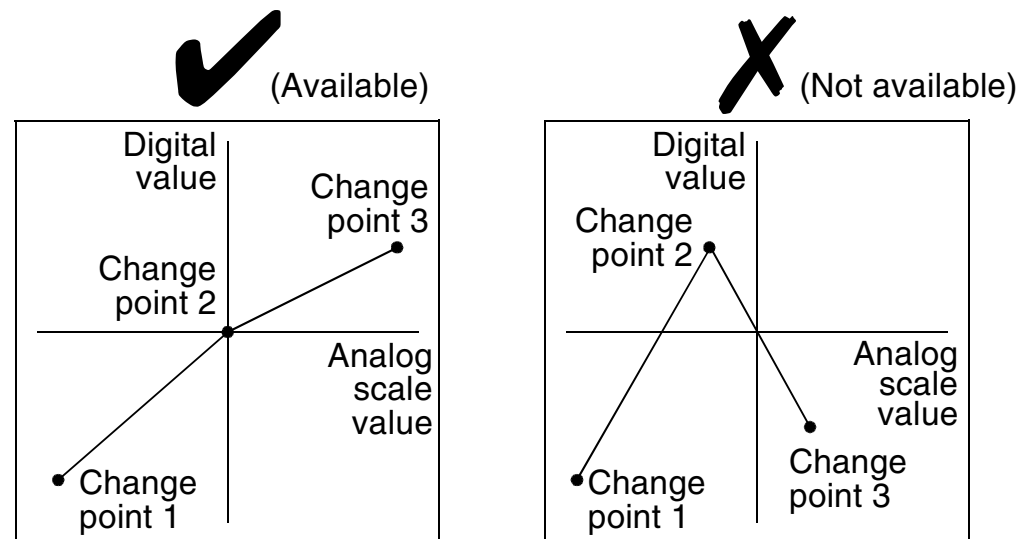 (Available)
Digital
value
Change
point 3
Change
point 2
Analog
scale
value
Change
point 1
(Not available)
Digital
value
Change
point 2
Analog
scale
value
Change
point 3
Change
point 1